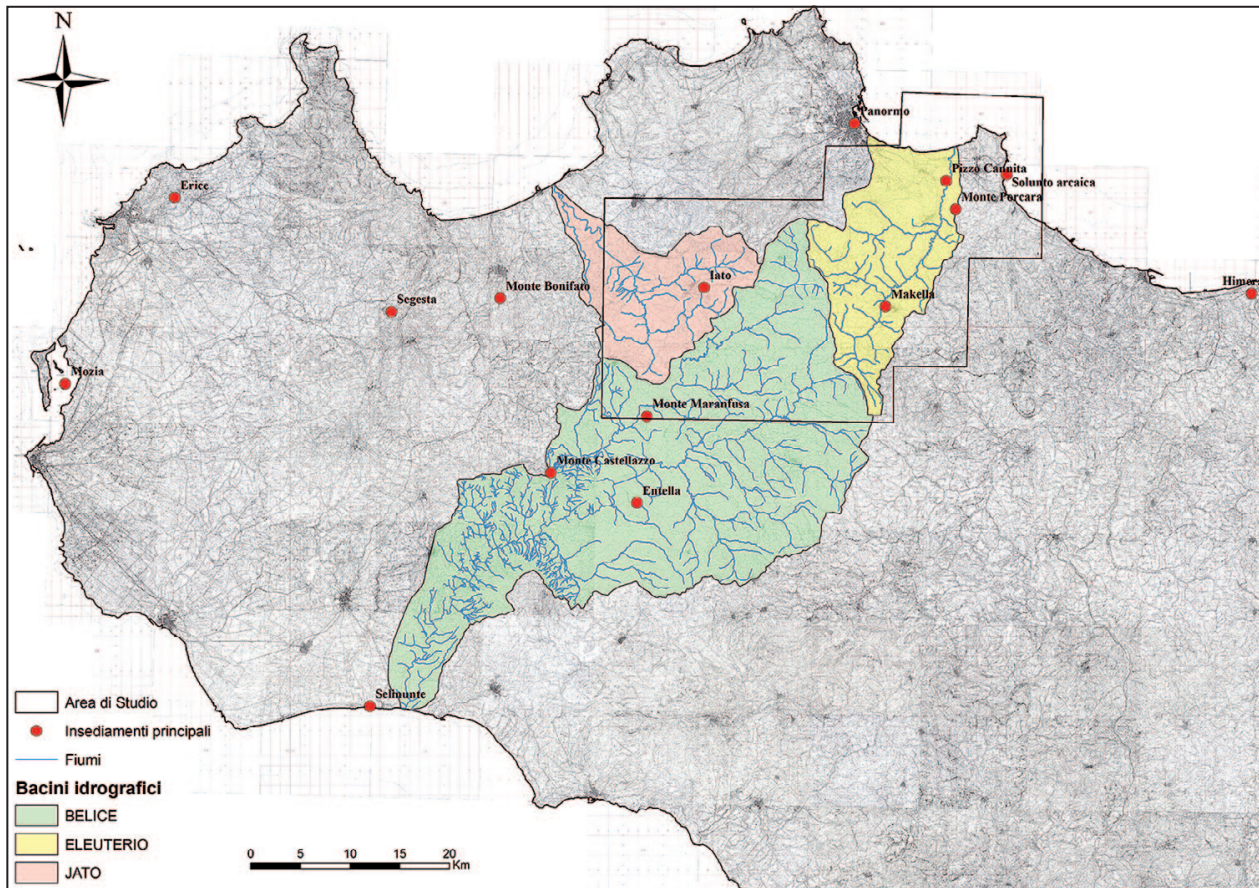 N
Panormo
Pizzo Cannita
Solunto arcaica
Erice
Monte Porcara
Iato
Monte Bonifato
Himera
Segesta
Makella
Mozia
Monte Maranfusa
Monte Castellazzo
Entella
Selinunte
Area di Studio
Insediamenti principali
Fiumi
Bacini idrografici
BELICE
ELEUTERIO
JATO
0 5 10 15 20
Km